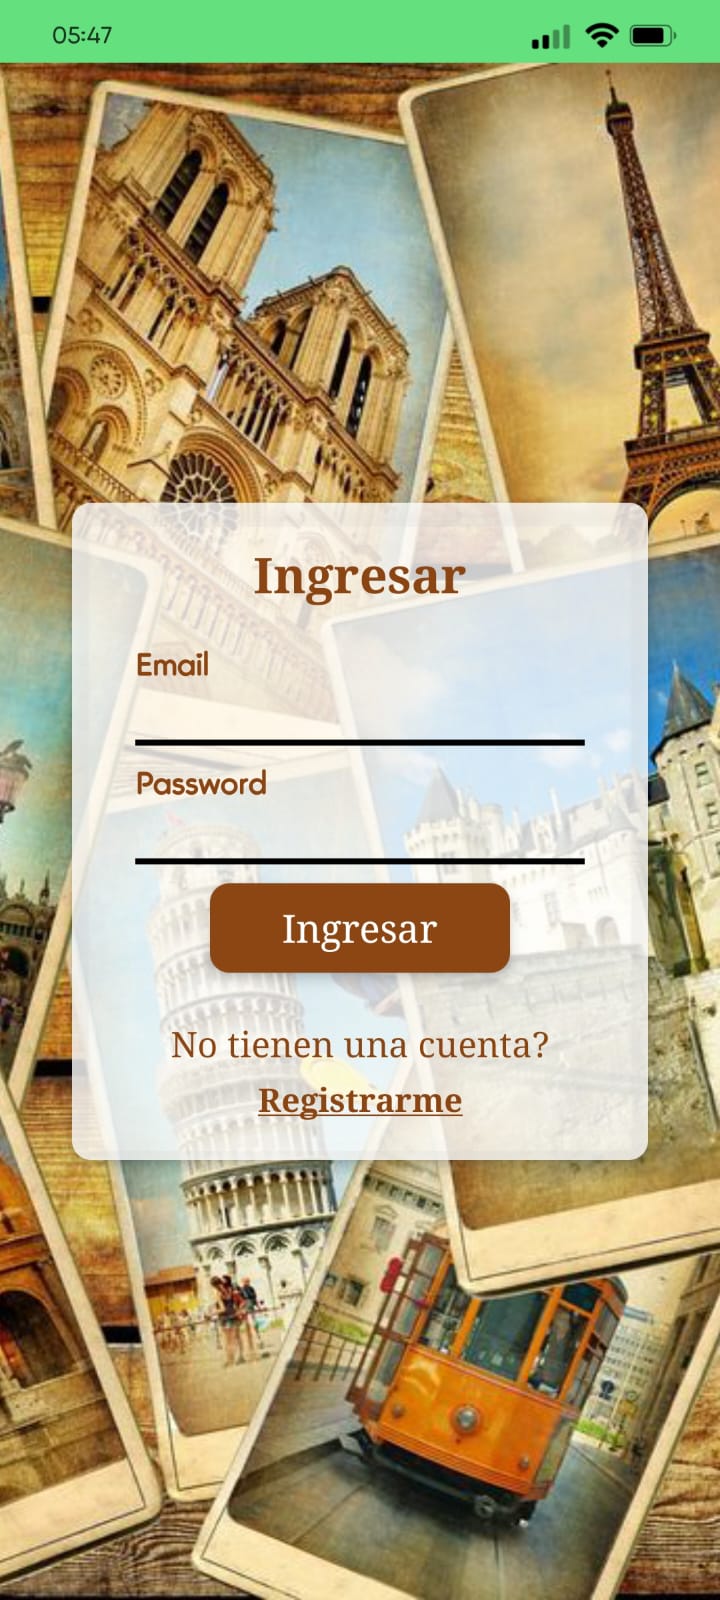 05:47
Ingresar
Email
Password
Ingresar
No tienen una cuenta?
Registrarme